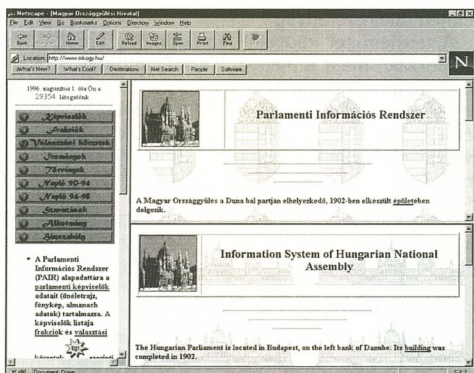 Netscape - [Magyar Országgyűlési Hivatal]
File Edit View Go Bookmarks Options Directory Window Help
Back Home Edit Reload Images Open Print Find
Location: http://www.mkogy.hu/
What's New? What's Cool? Destinations Net Search People Software
N
1996. augusztus 1. óta Ön a
29354. látogatónk.
Képviselők
Frakciók
Választási körzetek
Irományok
Törvények
Napló 90-94
Napló 94-98
Szavazások
Alkotmány
Házszabály
• A Parlamenti
Információs Rendszer
(PAIR) alapadattára a
parlamenti képviselők
adatait (önéletrajz,
fénykép, almanach
adatok) tartalmazza. A
képviselők listája
frakciók és választási
UP
Parlamenti Információs Rendszer
A Magyar Országgyűlés a Duna bal partján elhelyezkedő, 1902-ben elkészült épületében
dolgozik.
Information System of Hungarian National
Assembly
The Hungarian Parliament is located in Budapest, on the left bank of Danube. Its building was
completed in 1902.
Document: Done